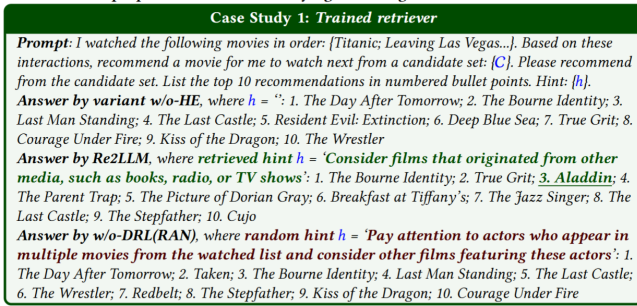 Case Study 1: Trained retriever
Prompt: I watched the following movies in order: {Titanic; Leaving Las Vegas...}. Based on these
interactions, recommend a movie for me to watch next from a candidate set: {C}. Please recommend
from the candidate set. List the top 10 recommendations in numbered bullet points. Hint: {h}.
Answer by variant w/o-HE, where h = ‘’: 1. The Day After Tomorrow; 2. The Bourne Identity; 3.
Last Man Standing; 4. The Last Castle; 5. Resident Evil: Extinction; 6. Deep Blue Sea; 7. True Grit; 8.
Courage Under Fire; 9. Kiss of the Dragon; 10. The Wrestler
Answer by Re2LLM, where retrieved hint h = ‘Consider films that originated from other
media, such as books, radio, or TV shows’: 1. The Bourne Identity; 2. True Grit; 3. Aladdin; 4.
The Parent Trap; 5. The Picture of Dorian Gray; 6. Breakfast at Tiffany’s; 7. The Jazz Singer; 8. The
Last Castle; 9. The Stepfather; 10. Cujo
Answer by w/o-DRL(RAN), where random hint h = ‘Pay attention to actors who appear in
multiple movies from the watched list and consider other films featuring these actors’: 1.
The Day After Tomorrow; 2. Taken; 3. The Bourne Identity; 4. Last Man Standing; 5. The Last Castle;
6. The Wrestler; 7. Redbelt; 8. The Stepfather; 9. Kiss of the Dragon; 10. Courage Under Fire